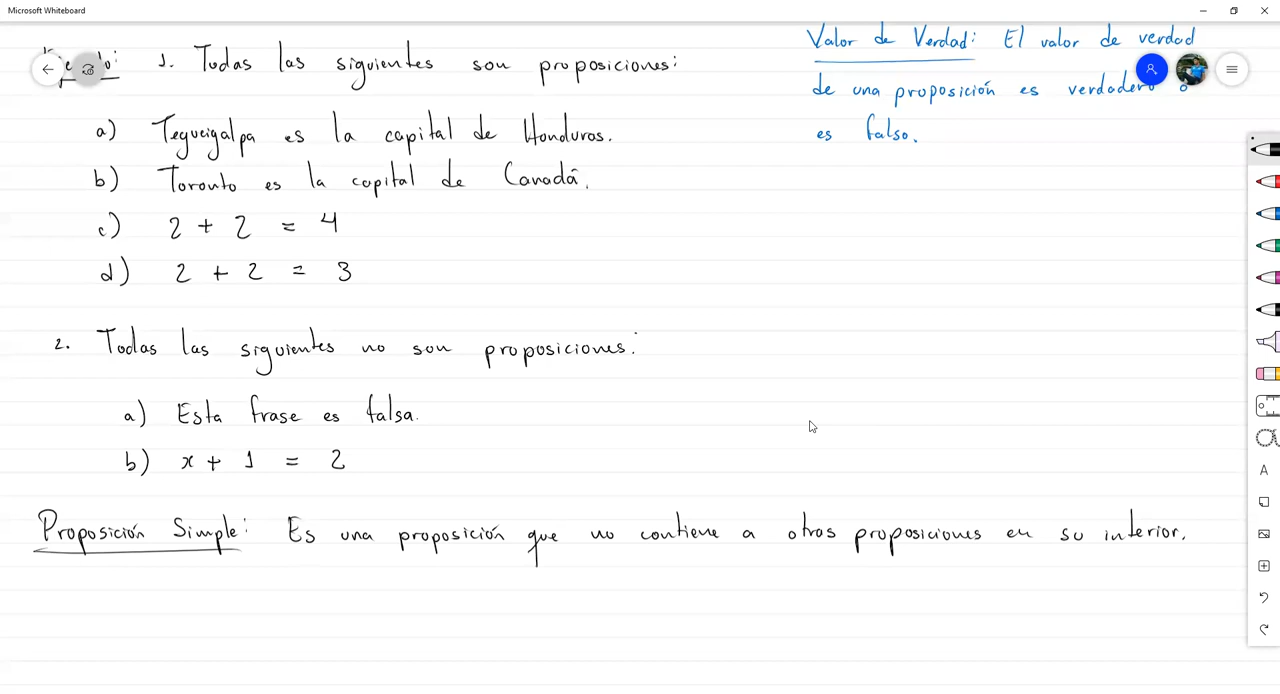 Microsoft Whiteboard
1. Todas las siguientes son proposiciones:
a) Tegucigalpa es la capital de Honduras.
b) Toronto es la capital de Canadá.
c) 2 + 2 = 4
d) 2 + 2 = 3
Valor de Verdad: El valor de verdad
de una proposición es verdadero o
es falso.
2. Todas las siguientes no son proposiciones:
a) Esta frase es falsa.
b) x + 1 = 2
Proposición Simple: Es una proposición que no contiene a otras proposiciones en su interior.
A